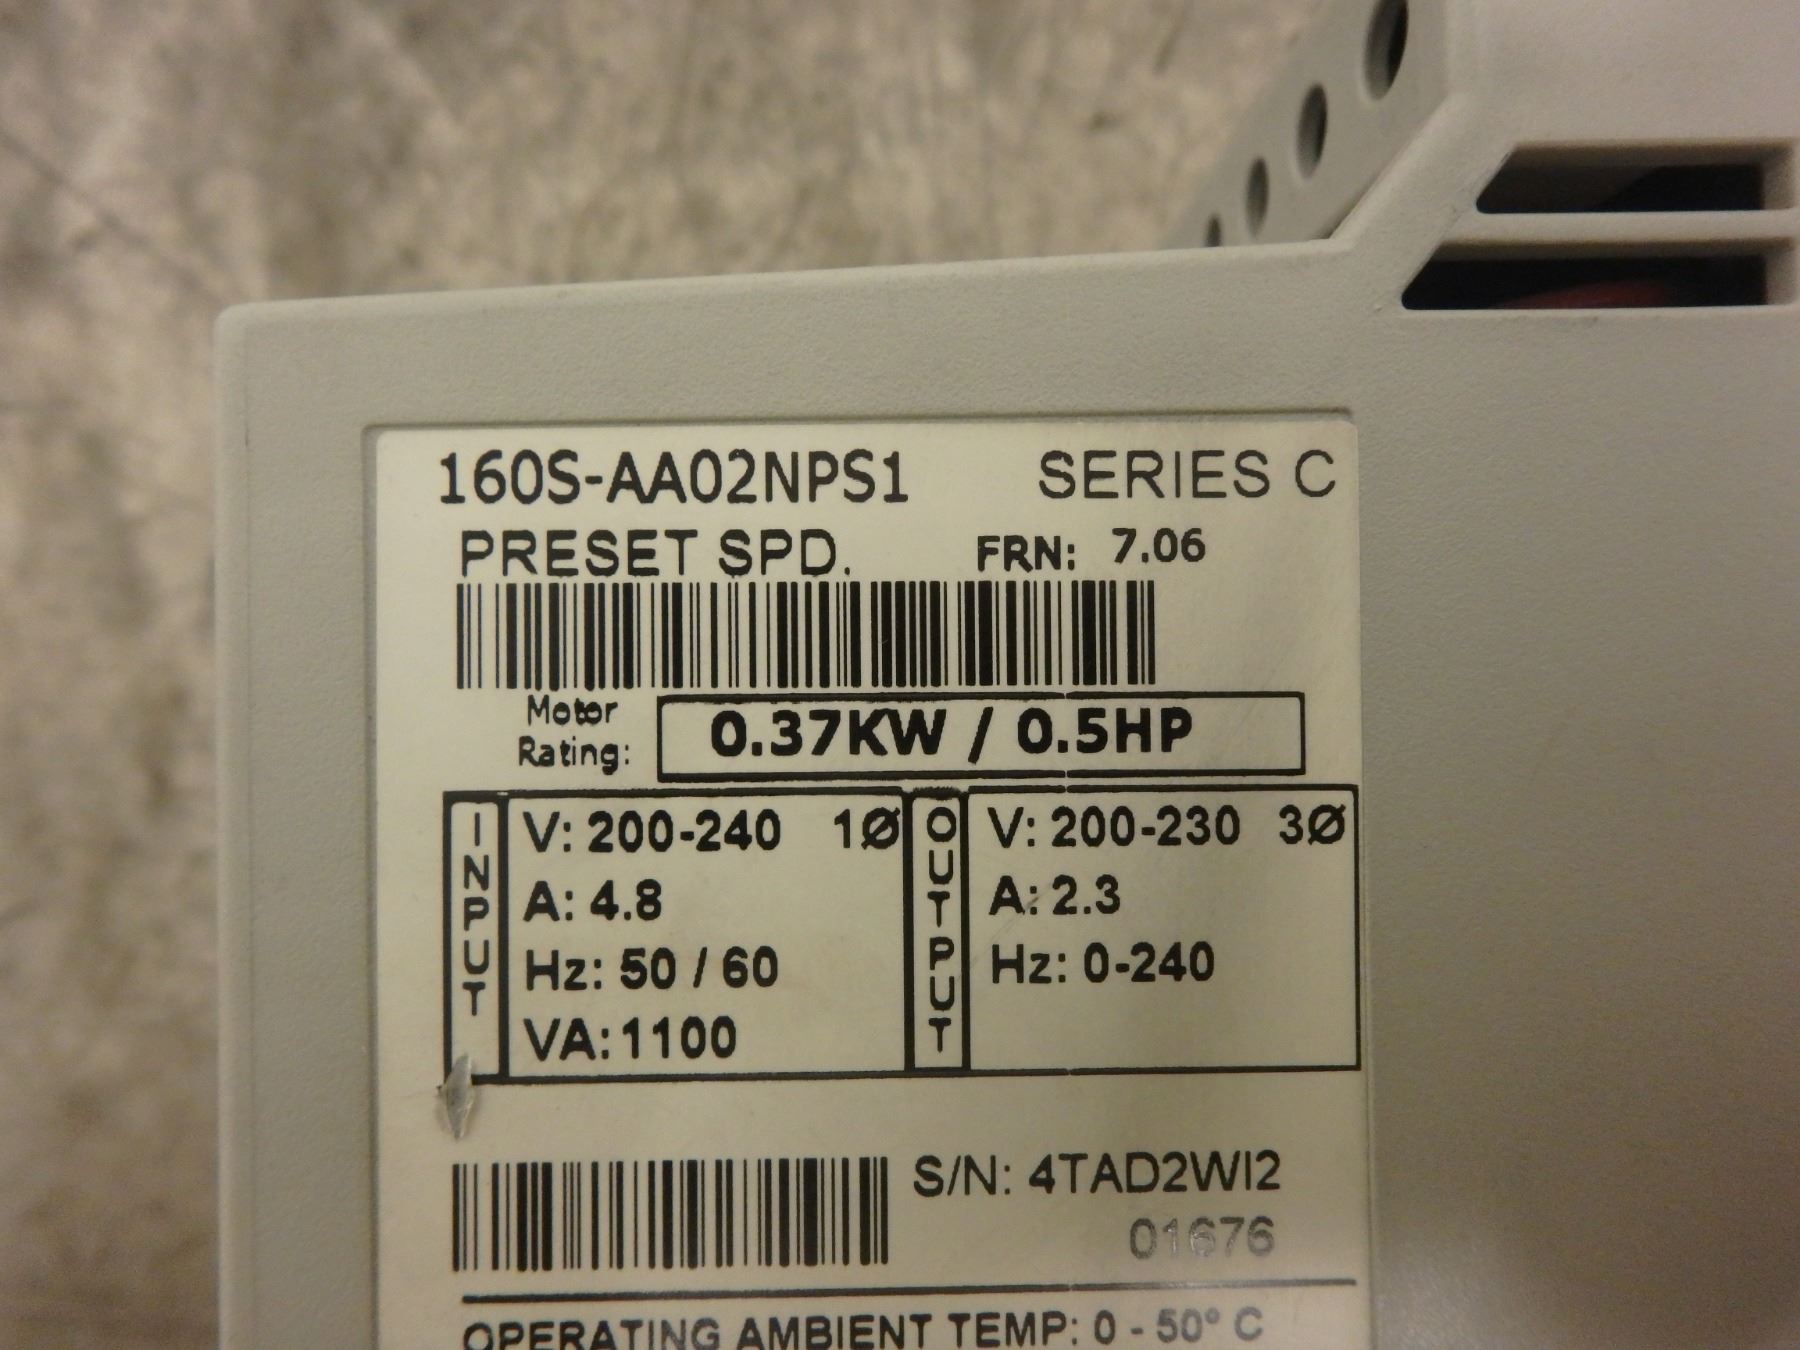 160S-AA02NPS1 SERIES C
PRESET SPD. FRN: 7.06
Motor
Rating: 0.37KW / 0.5HP
INPUT
V: 200-240 1Ø
A: 4.8
Hz: 50 / 60
VA: 1100
OUTPUT
V: 200-230 3Ø
A: 2.3
Hz: 0-240
S/N: 4TAD2WI2
01676
OPERATING AMBIENT TEMP: 0 - 50° C